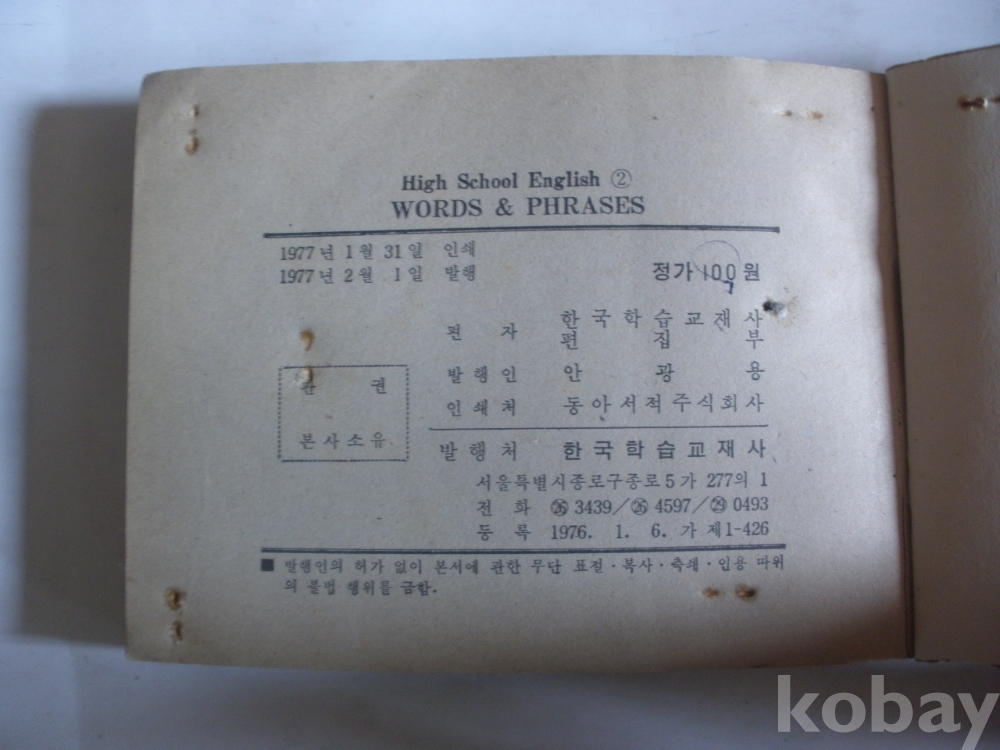 High School English ②
WORDS & PHRASES
1977년 1월 31일 인쇄
1977년 2월 1일 발행
정가 100원
편 자 한국학습교재사
편 집 부
발행인 안 광 용
인쇄처 동아서적주식회사
판 권
본사소유
발행처 한국학습교재사
서울특별시종로구종로5가 277의 1
전 화 ㉖ 3439/㉖ 4597/㉙ 0493
등 록 1976. 1. 6. 가 제1-426
■ 발행인의 허가 없이 본서에 관한 무단 표절·복사·축쇄·인용 따위
의 불법 행위를 금함.
kobay